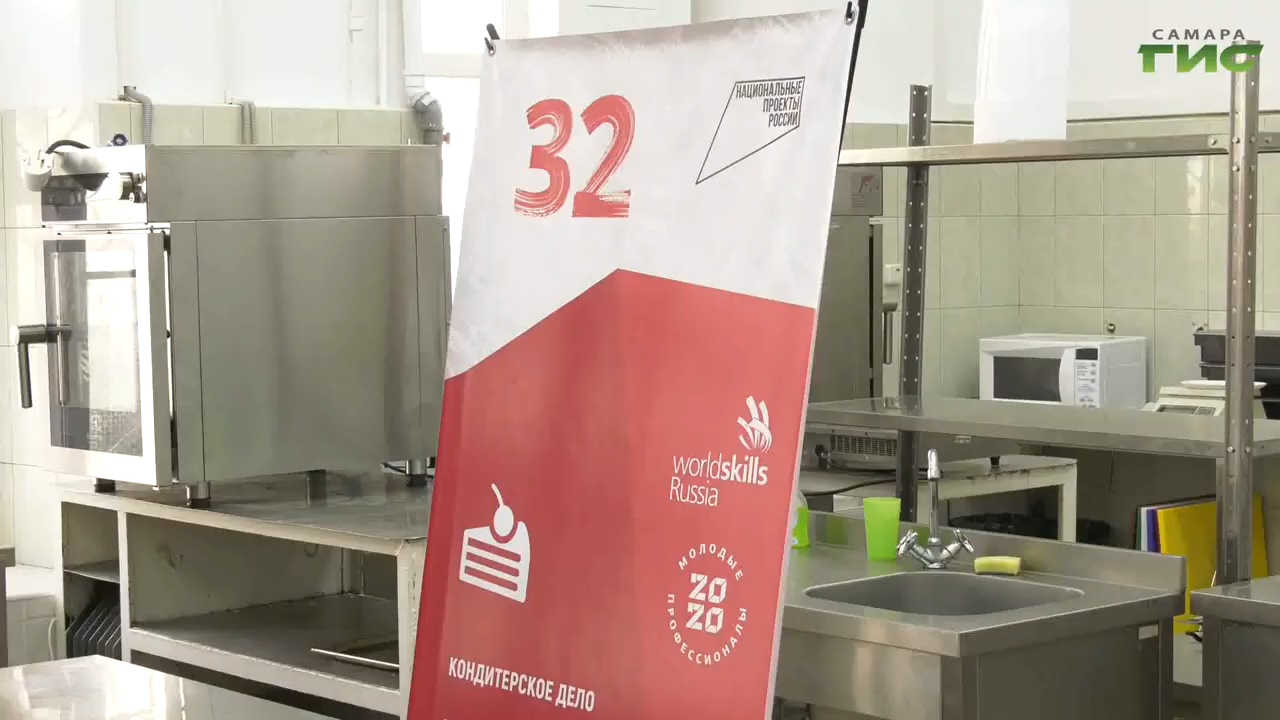 САМАРА
ГИС
32
НАЦИОНАЛЬНЫЕ
ПРОЕКТЫ
РОССИИ
worldskills
Russia
МОЛОДЫЕ
20
20
ПРОФЕССИОНАЛЫ
КОНДИТЕРСКОЕ ДЕЛО